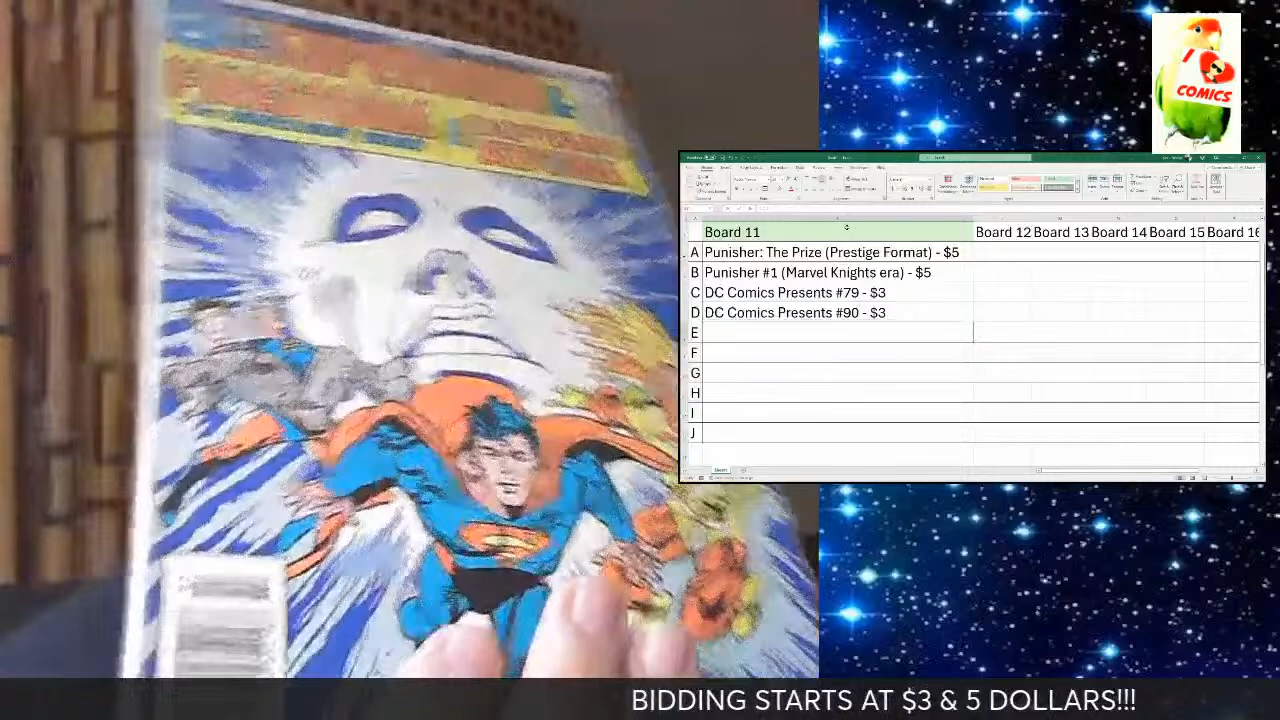 COMICS
Board 11 Board 12 Board 13 Board 14 Board 15 Board 16
A Punisher: The Prize (Prestige Format) - $5
B Punisher #1 (Marvel Knights era) - $5
C DC Comics Presents #79 - $3
D DC Comics Presents #90 - $3
E
F
G
H
I
J
BIDDING STARTS AT $3 & 5 DOLLARS!!!